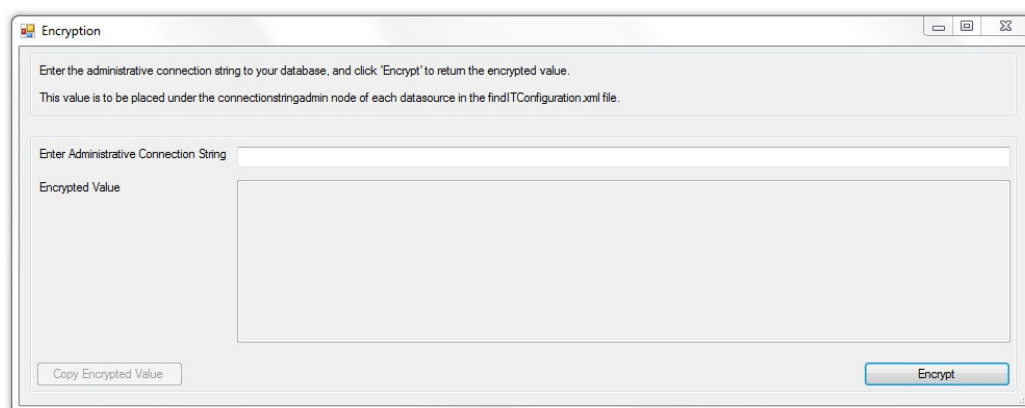 Encryption
Enter the administrative connection string to your database, and click 'Encrypt' to return the encrypted value.
This value is to be placed under the connectionstringadmin node of each datasource in the findITConfiguration.xml file.
Enter Administrative Connection String
Encrypted Value
Copy Encrypted Value
Encrypt